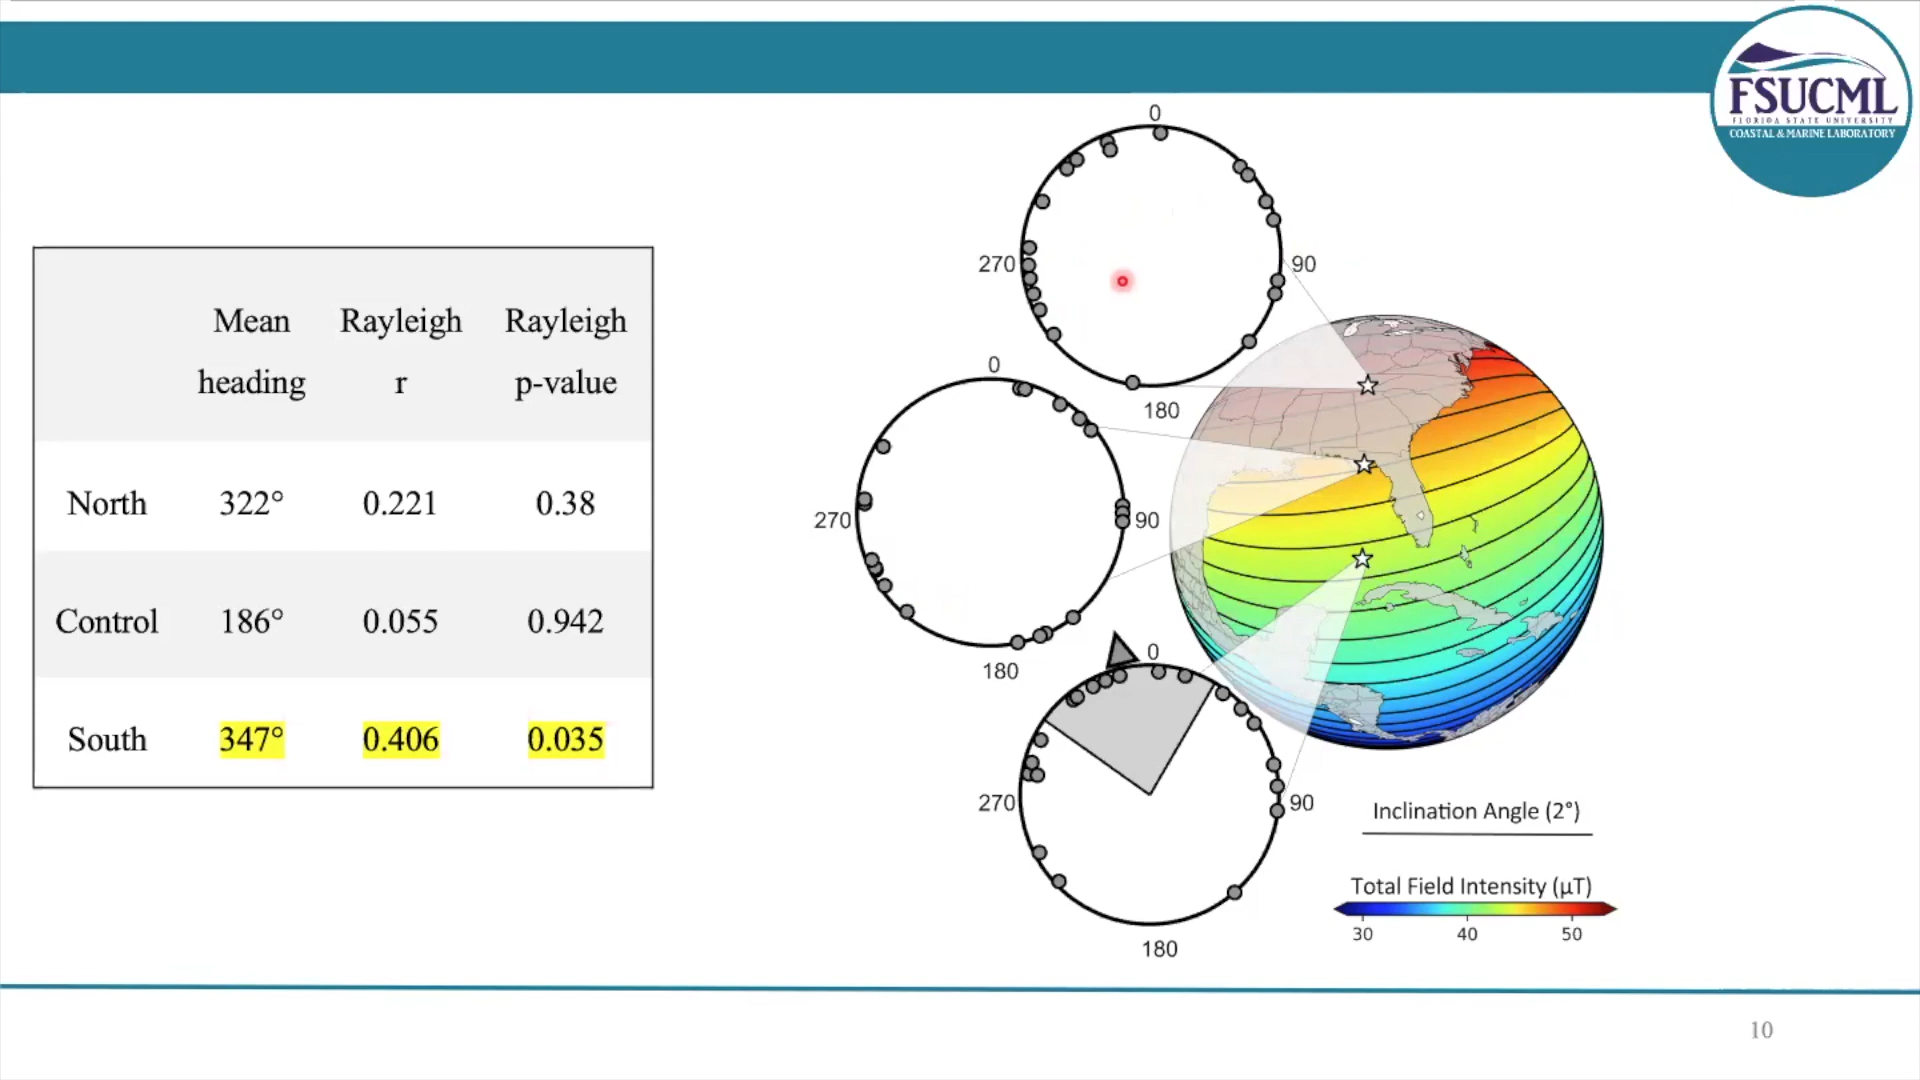 FSUCML
FLORIDA STATE UNIVERSITY
COASTAL & MARINE LABORATORY
Mean heading
Rayleigh r
Rayleigh p-value
North 322° 0.221 0.38
Control 186° 0.055 0.942
South 347° 0.406 0.035
0
270
90
180
0
270
90
180
0
270
90
180
Inclination Angle (2°)
Total Field Intensity (µT)
30 40 50
10